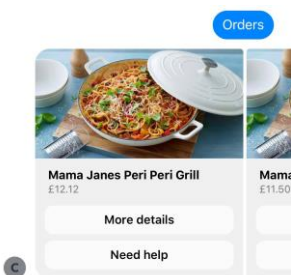 Orders
Mama Janes Peri Peri Grill
£12.12
More details
Need help
Mama
£11.50
C